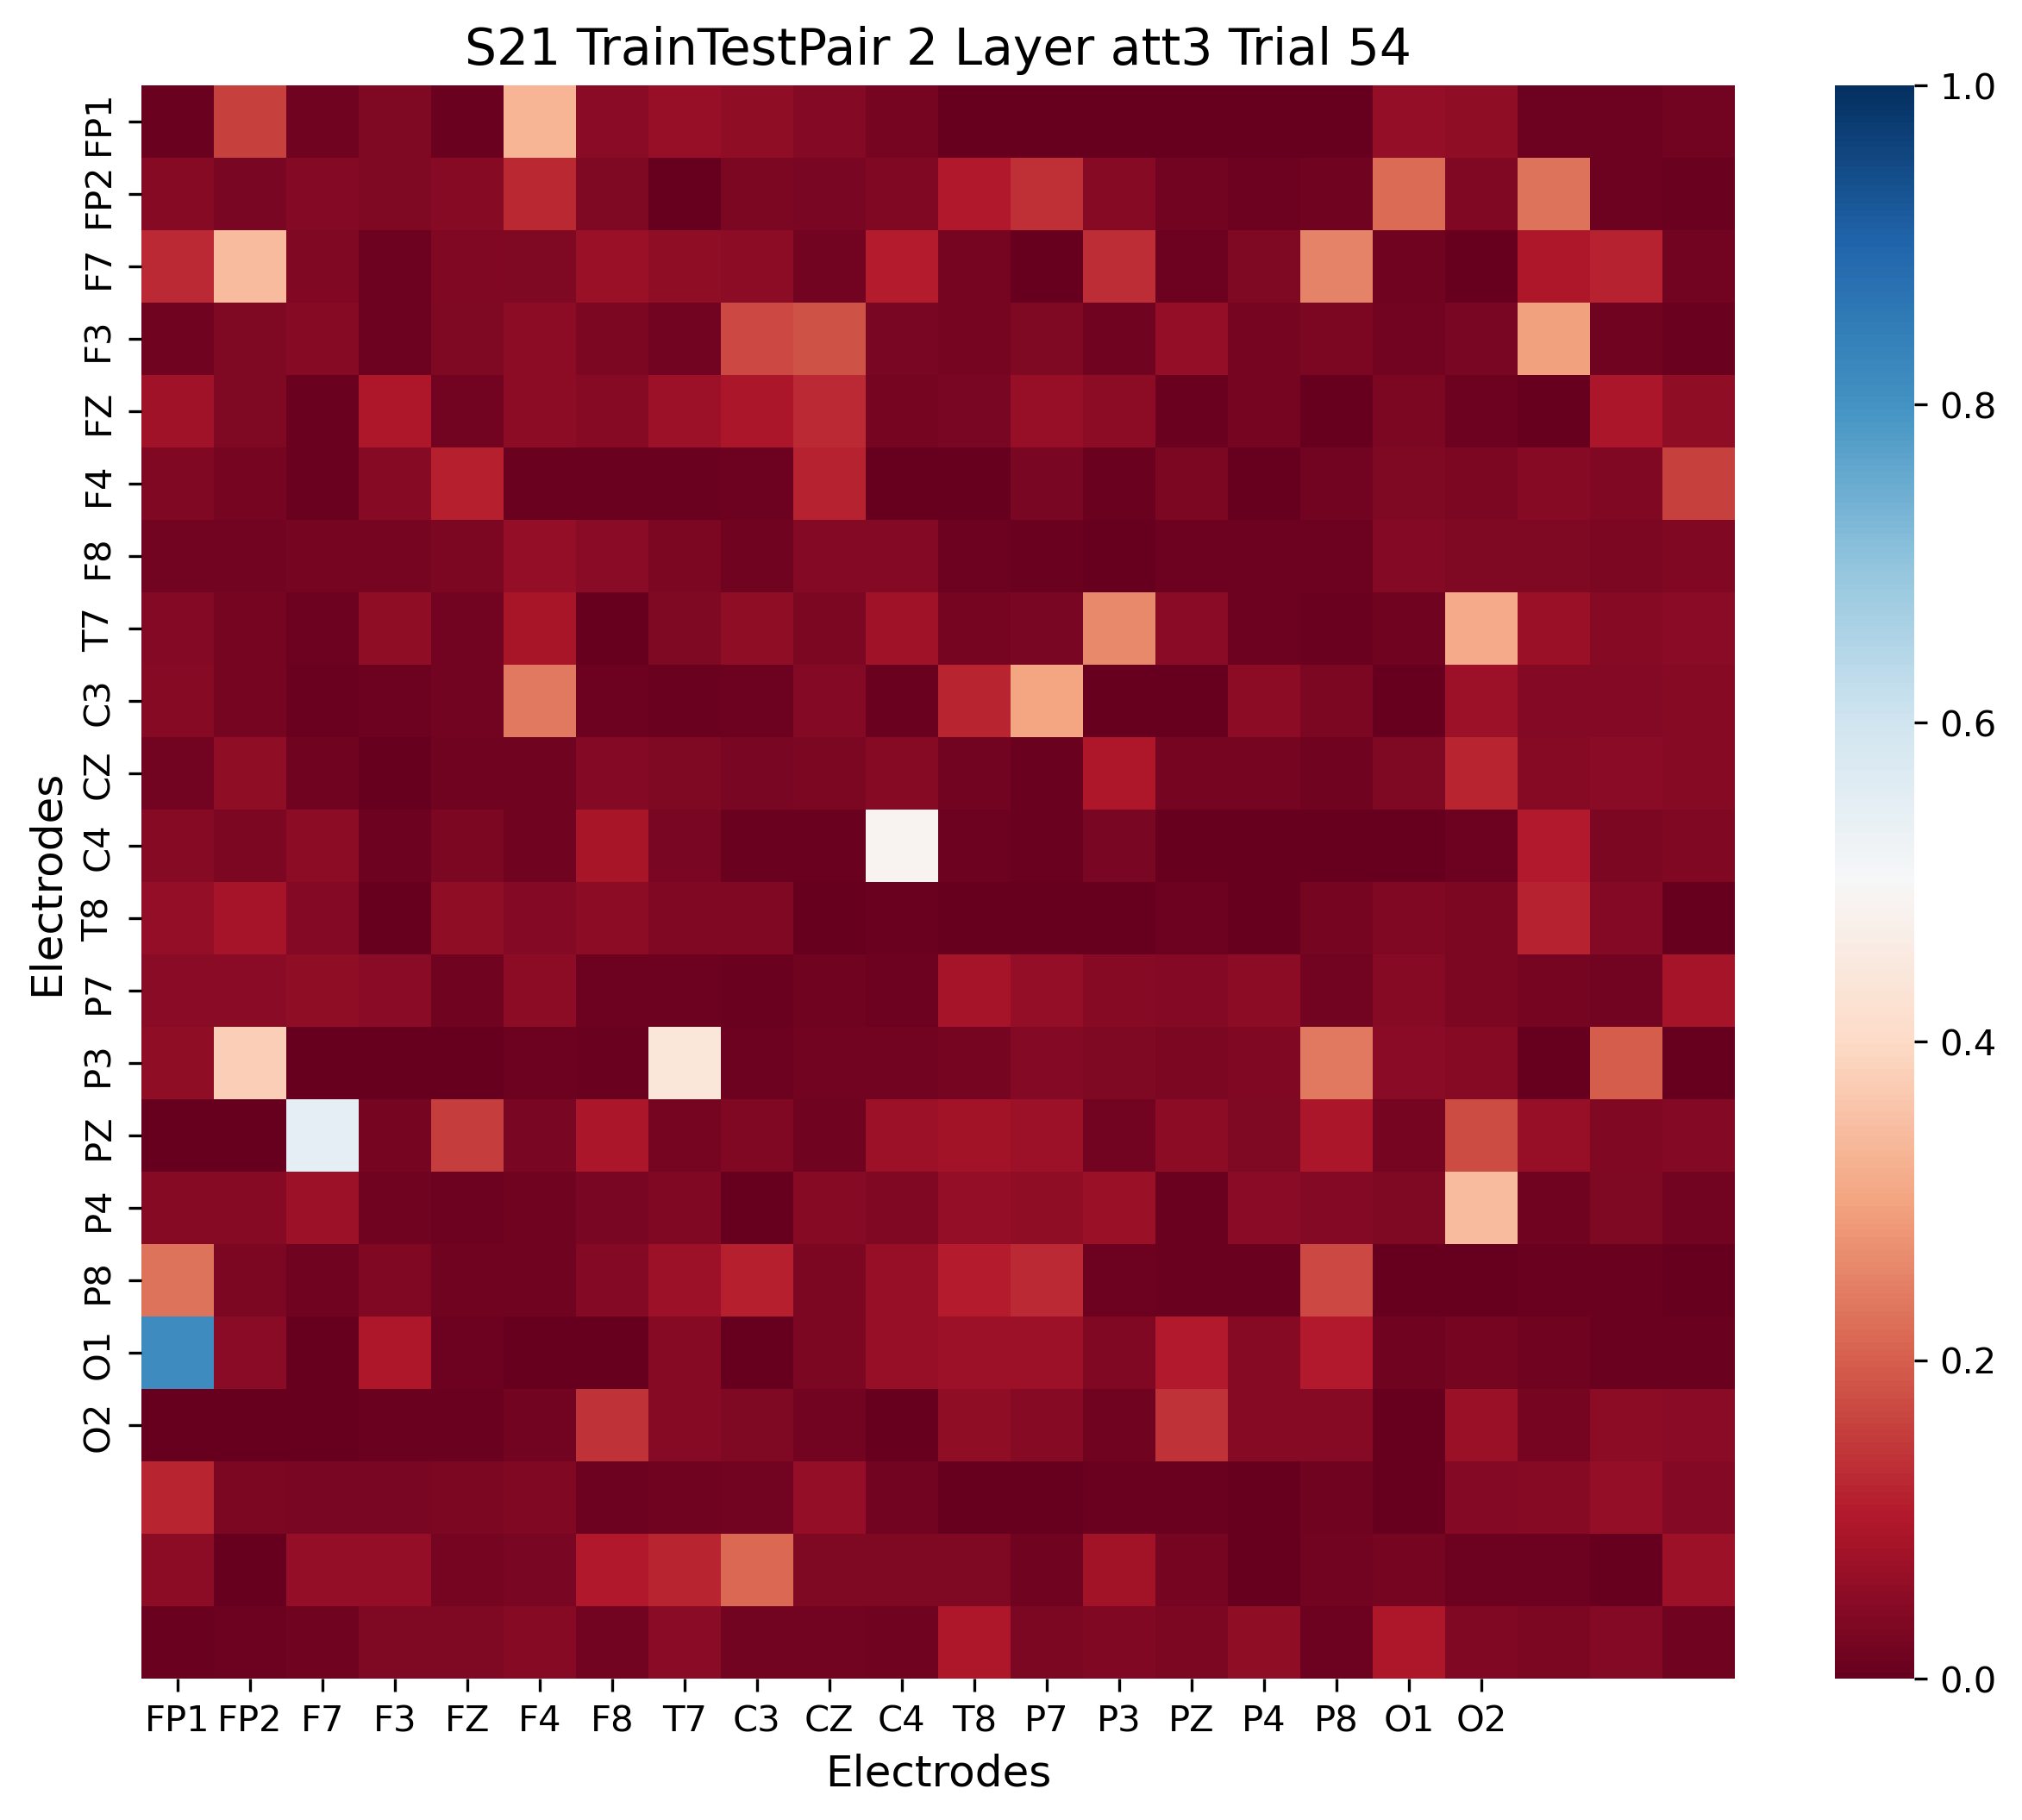 S21 TrainTestPair 2 Layer att3 Trial 54
Electrodes
FP1
FP2
F7
F3
FZ
F4
F8
T7
C3
CZ
C4
T8
P7
P3
PZ
P4
P8
O1
O2
FP1 FP2 F7 F3 FZ F4 F8 T7 C3 CZ C4 T8 P7 P3 PZ P4 P8 O1 O2
Electrodes
1.0
0.8
0.6
0.4
0.2
0.0